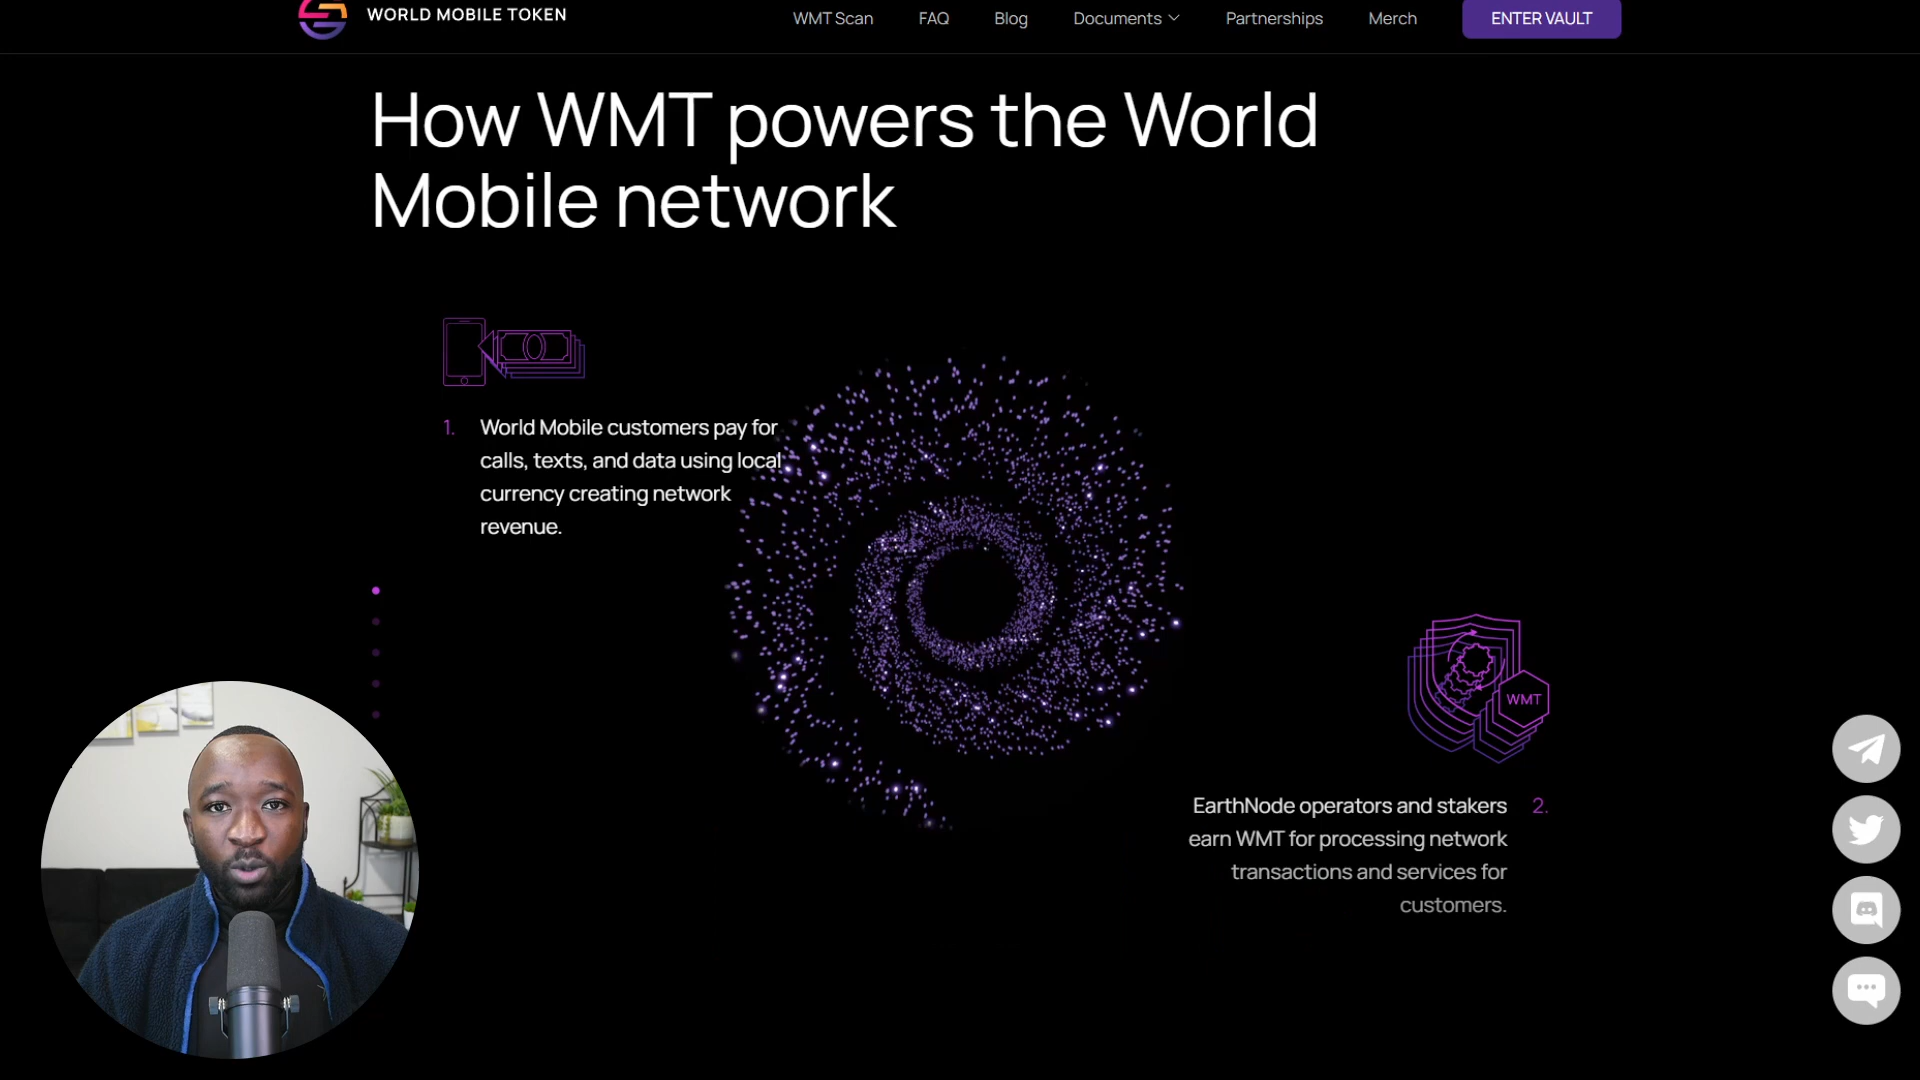 WORLD MOBILE TOKEN
WMT Scan
FAQ
Blog
Documents
Partnerships
Merch
ENTER VAULT
How WMT powers the World
Mobile network
1. World Mobile customers pay for
calls, texts, and data using local
currency creating network
revenue.
WMT
EarthNode operators and stakers 2.
earn WMT for processing network
transactions and services for
customers.